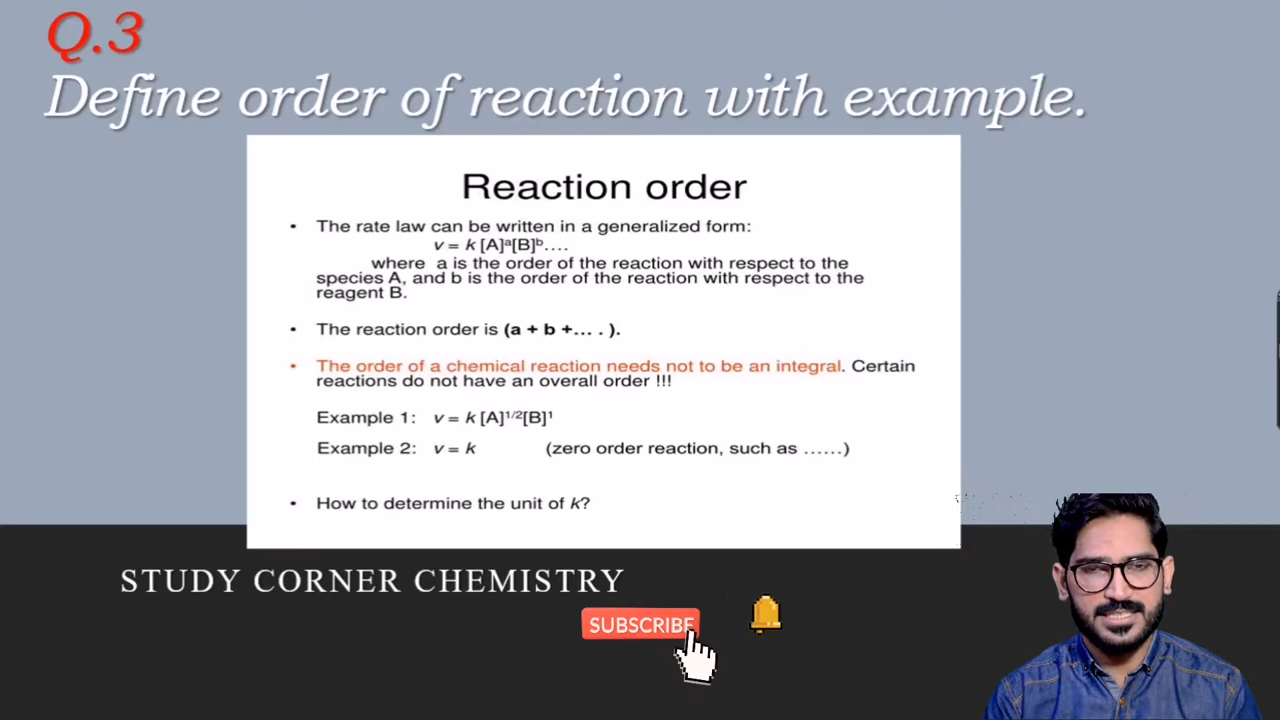 Q.3
Define order of reaction with example.
Reaction order
• The rate law can be written in a generalized form:
v = k [A]ᵃ[B]ᵇ....
where a is the order of the reaction with respect to the
species A, and b is the order of the reaction with respect to the
reagent B.
• The reaction order is (a + b +... . ).
• The order of a chemical reaction needs not to be an integral. Certain
reactions do not have an overall order !!!
Example 1: v = k [A]¹/²[B]¹
Example 2: v = k (zero order reaction, such as ......)
• How to determine the unit of k?
STUDY CORNER CHEMISTRY
SUBSCRIBE